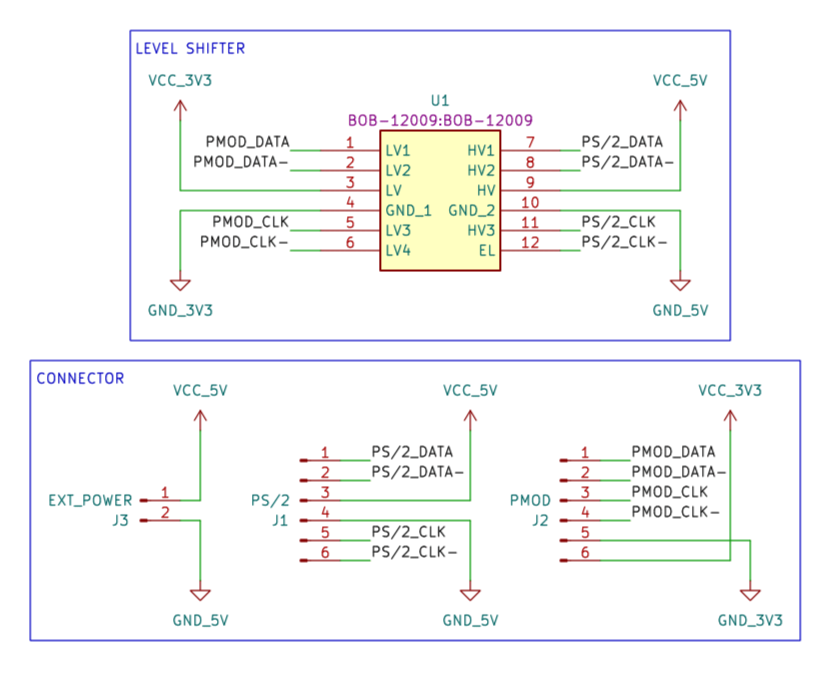 LEVEL SHIFTER
VCC_3V3
VCC_5V
U1
BOB-12009:BOB-12009
PMOD_DATA 1 LV1 HV1 7 PS/2_DATA
PMOD_DATA- 2 LV2 HV2 8 PS/2_DATA-
3 LV HV 9
4 GND_1 GND_2 10
PMOD_CLK 5 LV3 HV3 11 PS/2_CLK
PMOD_CLK- 6 LV4 EL 12 PS/2_CLK-
GND_3V3
GND_5V
CONNECTOR
VCC_5V
EXT_POWER 1
J3 2
GND_5V
VCC_5V
1 PS/2_DATA
2 PS/2_DATA-
PS/2 3
J1 4
5 PS/2_CLK
6 PS/2_CLK-
GND_5V
VCC_3V3
1 PMOD_DATA
2 PMOD_DATA-
PMOD 3 PMOD_CLK
J2 4 PMOD_CLK-
5
6
GND_3V3